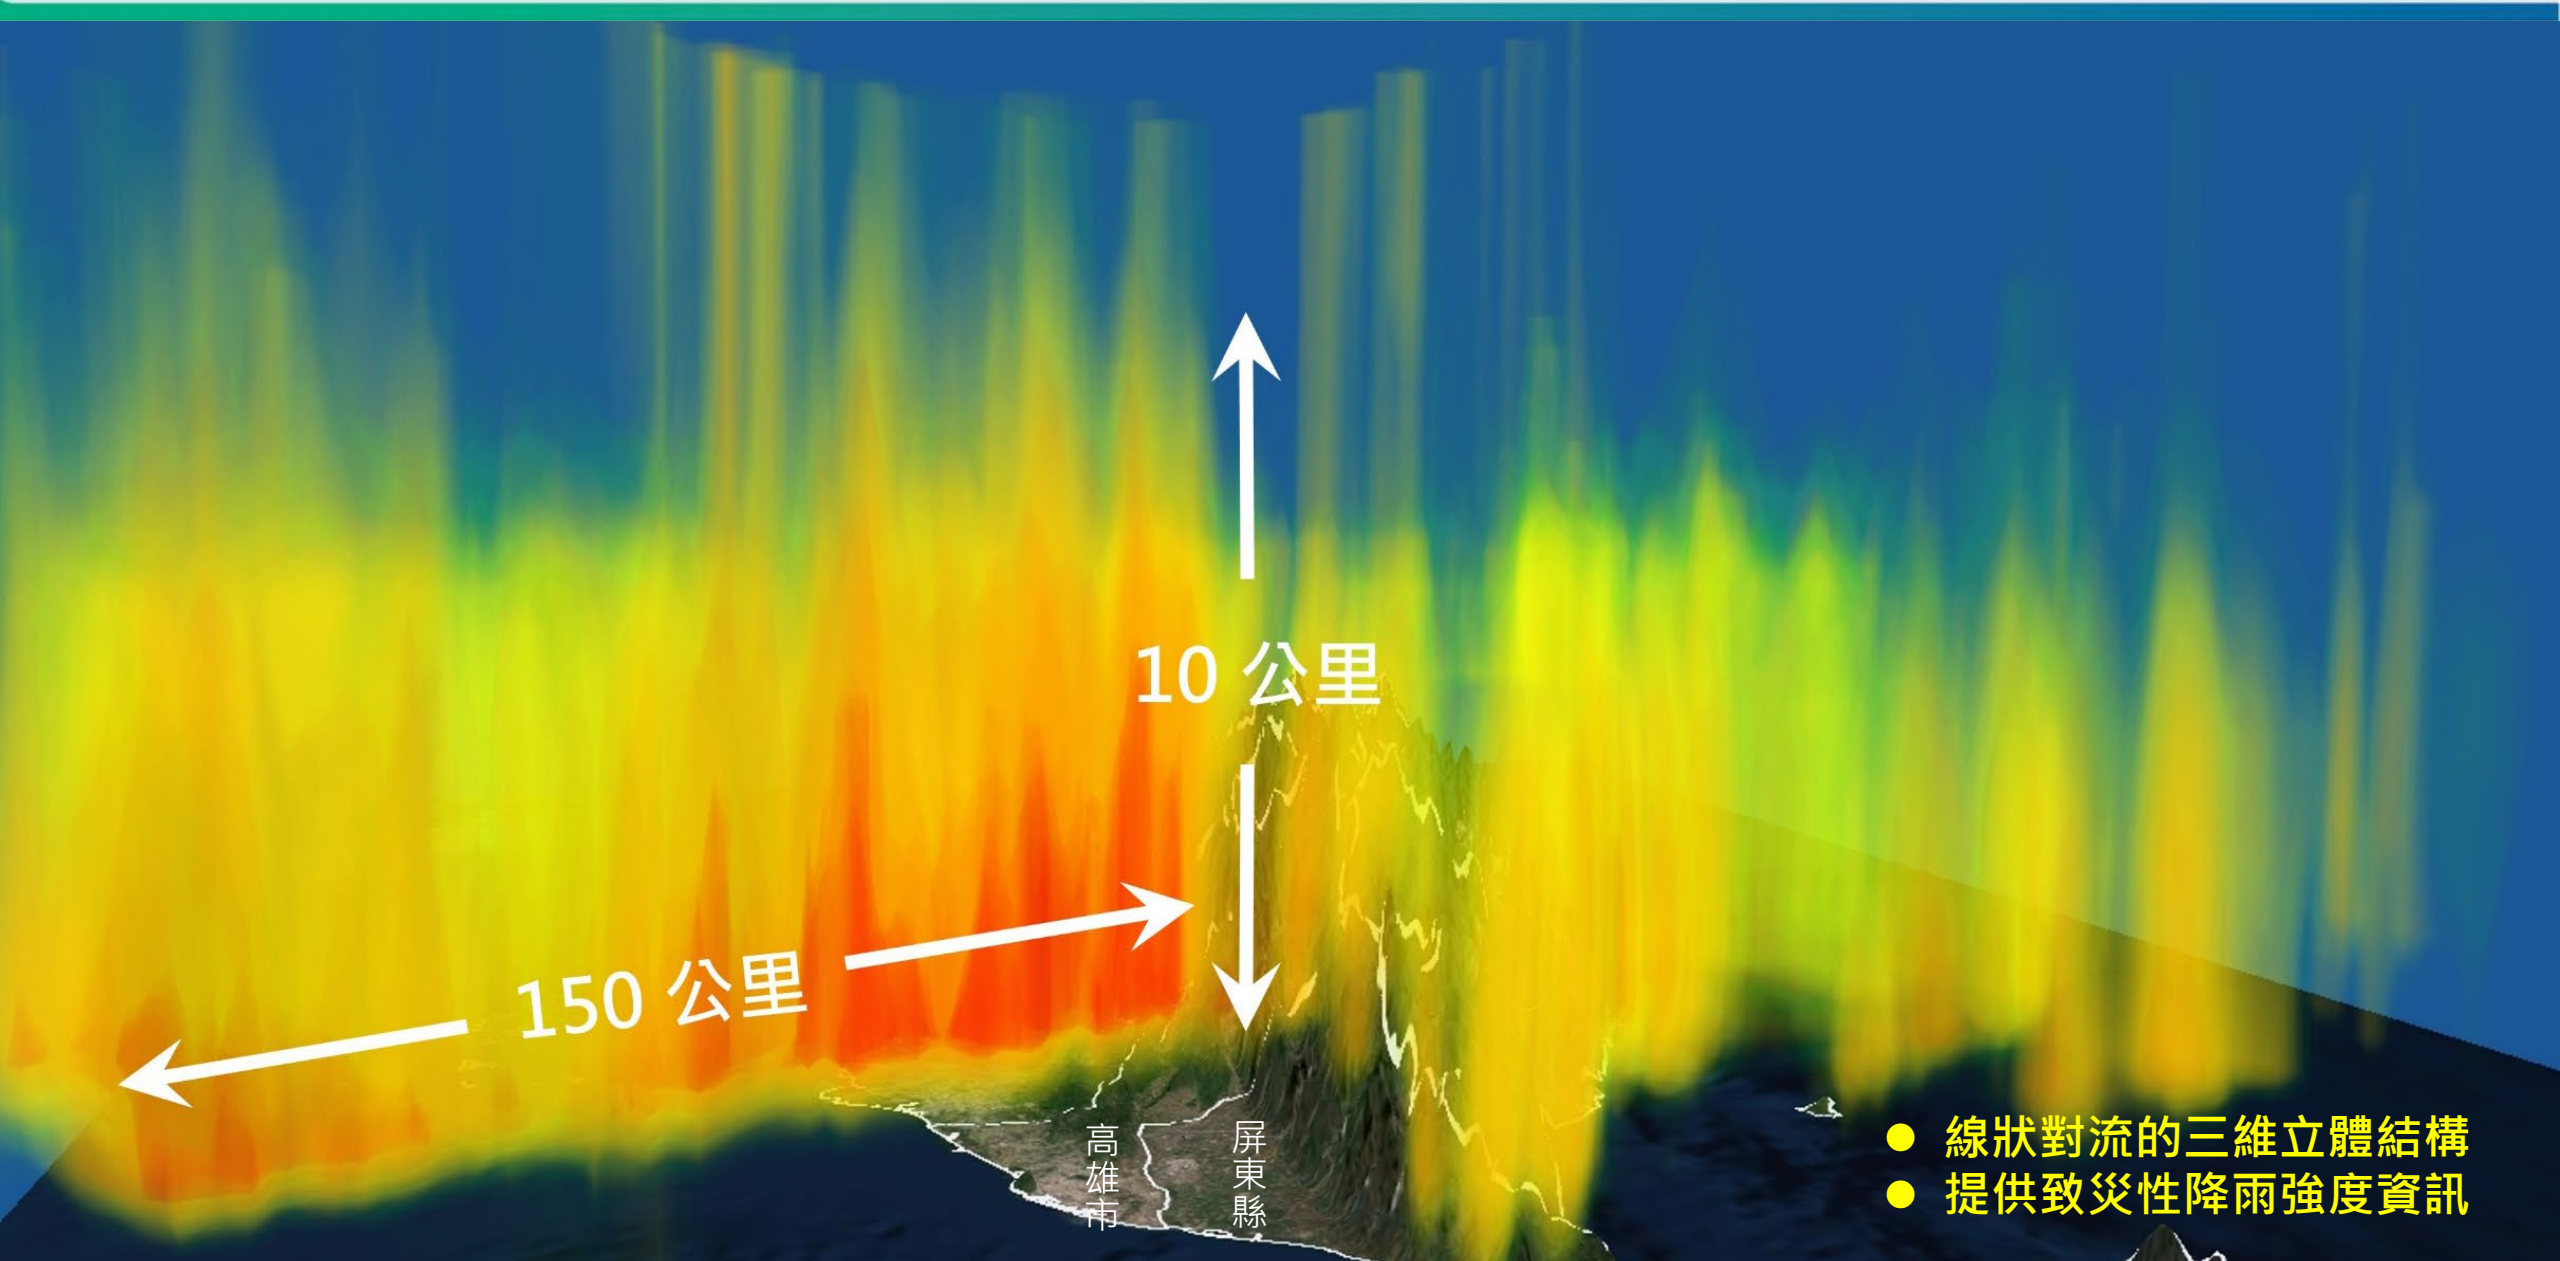 10 公里
150 公里
高雄市
屏東縣
● 線狀對流的三維立體結構
● 提供致災性降雨強度資訊